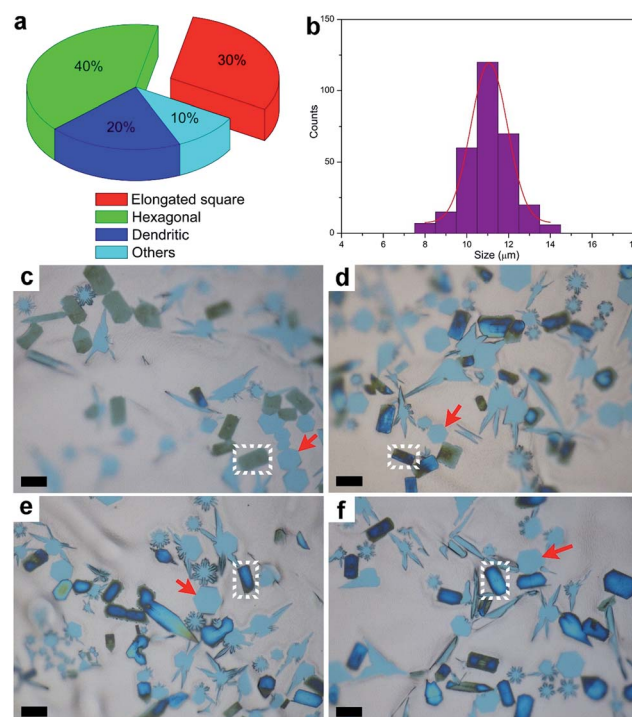 a
40%
30%
20%
10%
Elongated square
Hexagonal
Dendritic
Others
b
150
100
50
0
Counts
4 6 8 10 12 14 16 18
Size (μm)
c
d
e
f